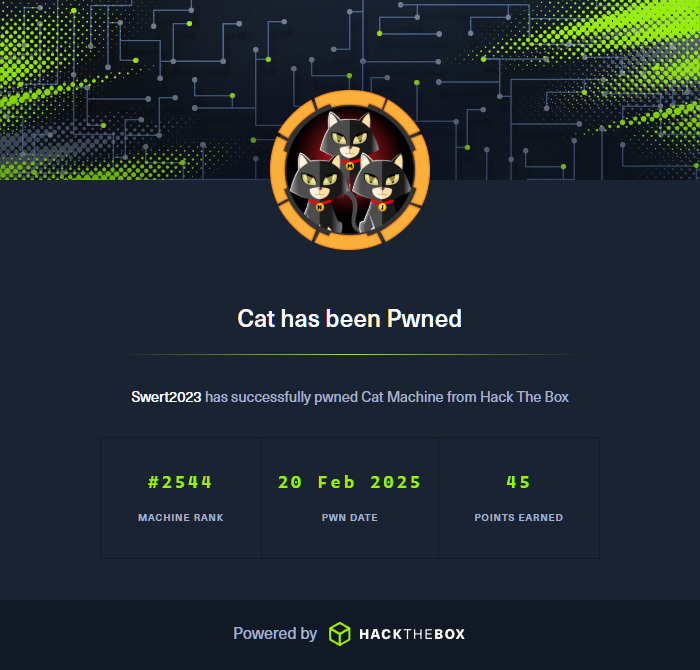 M
N
J
Cat has been Pwned
Swert2023 has successfully pwned Cat Machine from Hack The Box
#2544
MACHINE RANK
20 Feb 2025
PWN DATE
45
POINTS EARNED
Powered by HACKTHEBOX